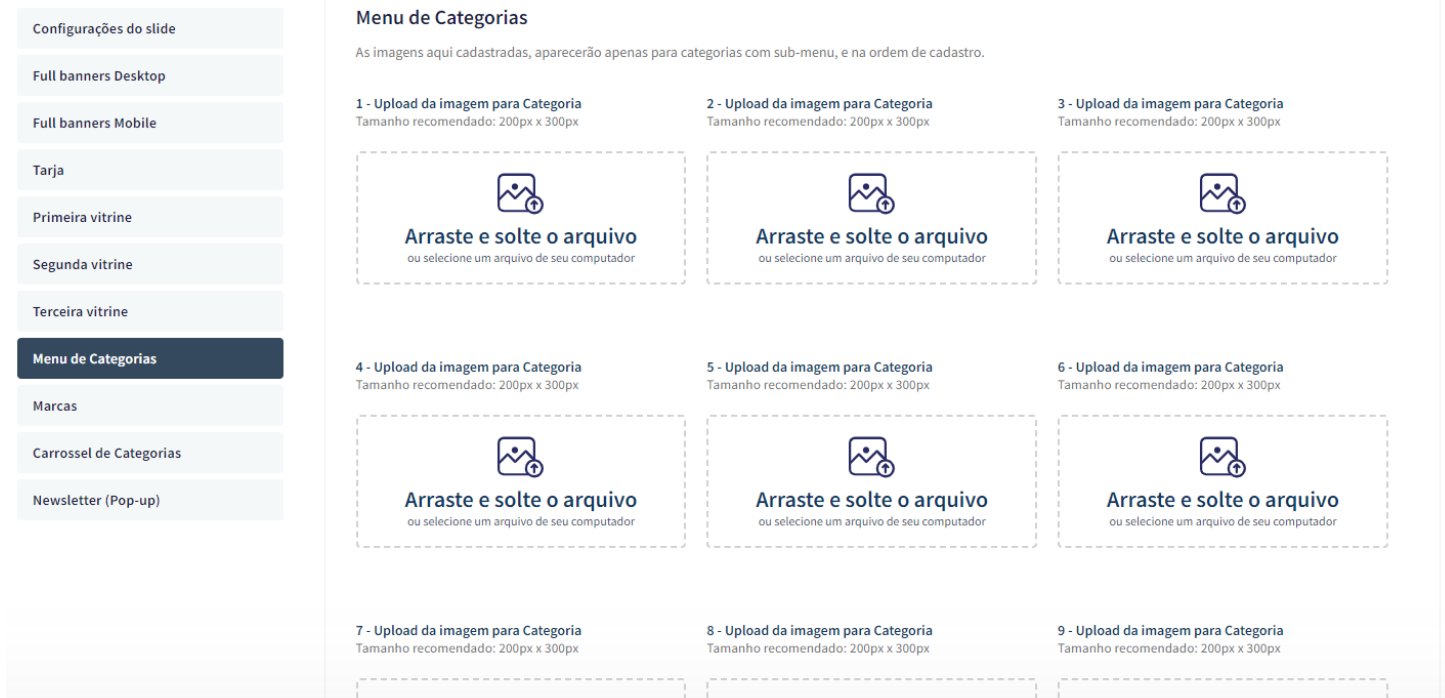 Configurações do slide
Full banners Desktop
Full banners Mobile
Tarja
Primeira vitrine
Segunda vitrine
Terceira vitrine
Menu de Categorias
Marcas
Carrossel de Categorias
Newsletter (Pop-up)
Menu de Categorias
As imagens aqui cadastradas, aparecerão apenas para categorias com sub-menu, e na ordem de cadastro.
1 - Upload da imagem para Categoria
Tamanho recomendado: 200px x 300px
Arraste e solte o arquivo
ou selecione um arquivo de seu computador
2 - Upload da imagem para Categoria
Tamanho recomendado: 200px x 300px
Arraste e solte o arquivo
ou selecione um arquivo de seu computador
3 - Upload da imagem para Categoria
Tamanho recomendado: 200px x 300px
Arraste e solte o arquivo
ou selecione um arquivo de seu computador
4 - Upload da imagem para Categoria
Tamanho recomendado: 200px x 300px
Arraste e solte o arquivo
ou selecione um arquivo de seu computador
5 - Upload da imagem para Categoria
Tamanho recomendado: 200px x 300px
Arraste e solte o arquivo
ou selecione um arquivo de seu computador
6 - Upload da imagem para Categoria
Tamanho recomendado: 200px x 300px
Arraste e solte o arquivo
ou selecione um arquivo de seu computador
7 - Upload da imagem para Categoria
Tamanho recomendado: 200px x 300px
8 - Upload da imagem para Categoria
Tamanho recomendado: 200px x 300px
9 - Upload da imagem para Categoria
Tamanho recomendado: 200px x 300px